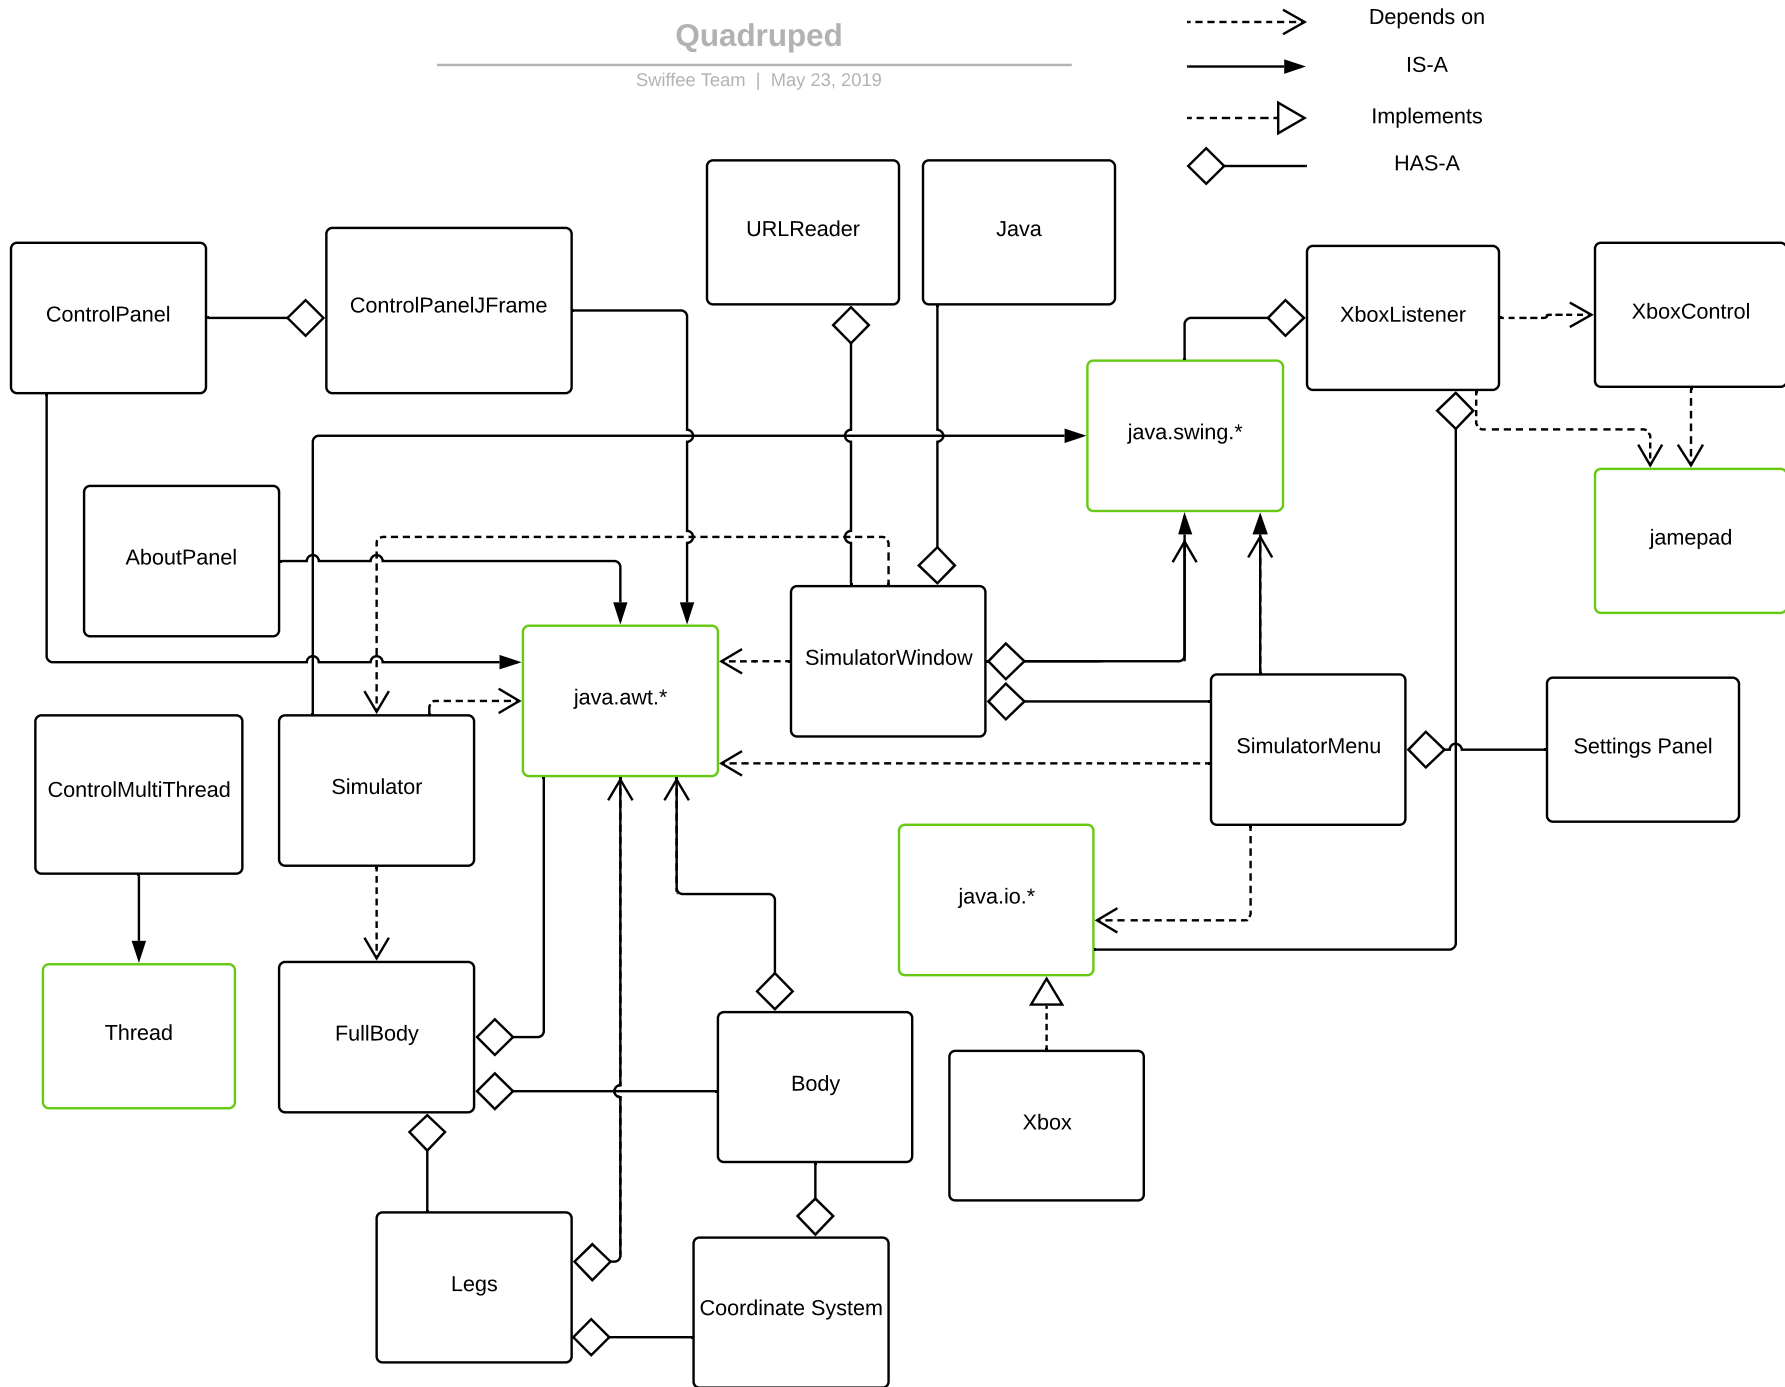 Quadruped
Swiffee Team | May 23, 2019
Depends on
IS-A
Implements
HAS-A
URLReader
Java
ControlPanel
ControlPanelJFrame
XboxListener
XboxControl
java.swing.*
AboutPanel
jamepad
java.awt.*
SimulatorWindow
ControlMultiThread
Simulator
SimulatorMenu
Settings Panel
java.io.*
Thread
FullBody
Body
Xbox
Legs
Coordinate System